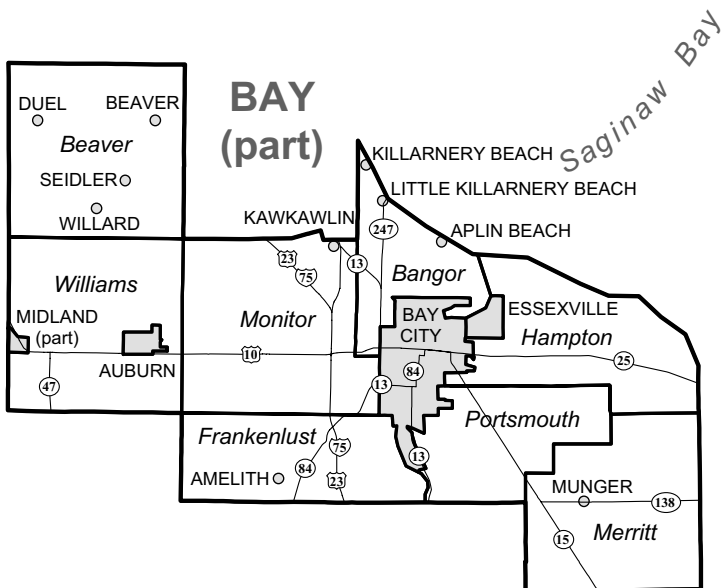 Saginaw Bay
BAY
(part)
DUEL
BEAVER
Beaver
SEIDLER
WILLARD
KILLARNERY BEACH
LITTLE KILLARNERY BEACH
KAWKAWLIN
247
APLIN BEACH
23
75
13
Bangor
Williams
MIDLAND
(part)
Monitor
BAY
CITY
ESSEXVILLE
Hampton
10
AUBURN
47
13
84
25
Frankenlust
Portsmouth
75
13
84
AMELITH
23
MUNGER
138
15
Merritt